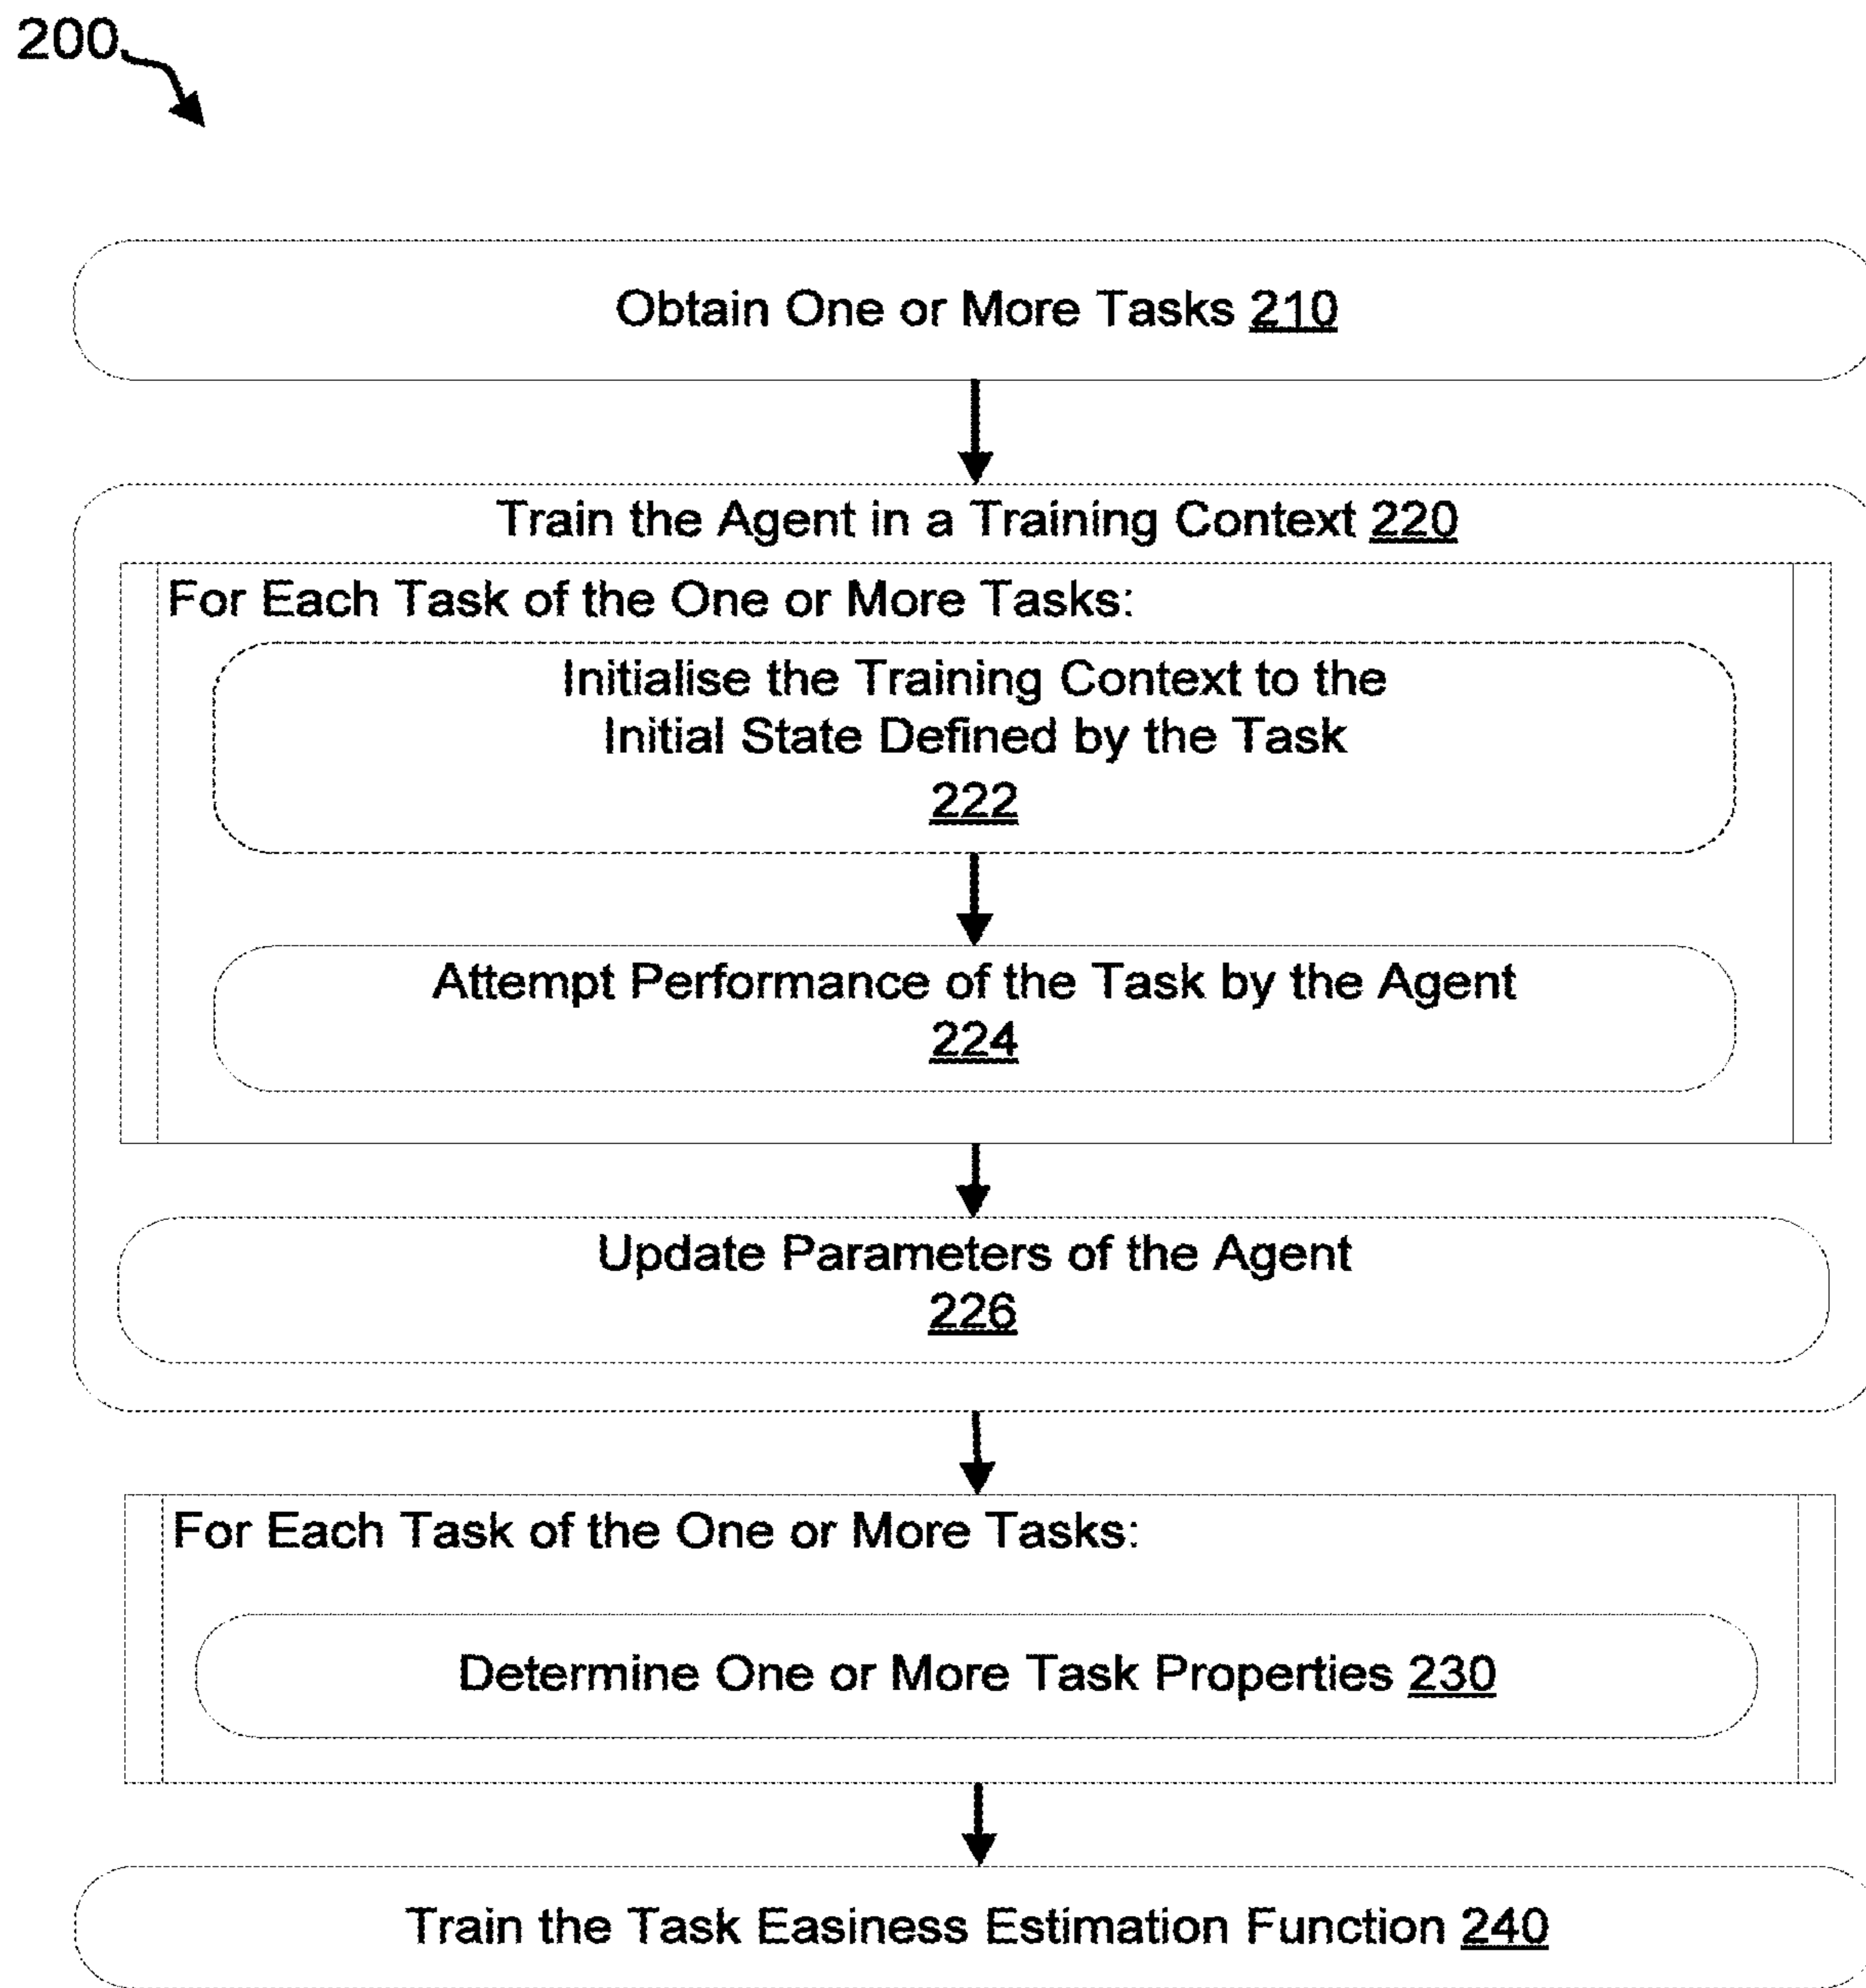 200
Obtain One or More Tasks 210
Train the Agent in a Training Context 220
For Each Task of the One or More Tasks:
Initialise the Training Context to the
Initial State Defined by the Task
222
Attempt Performance of the Task by the Agent
224
Update Parameters of the Agent
226
For Each Task of the One or More Tasks:
Determine One or More Task Properties 230
Train the Task Easiness Estimation Function 240